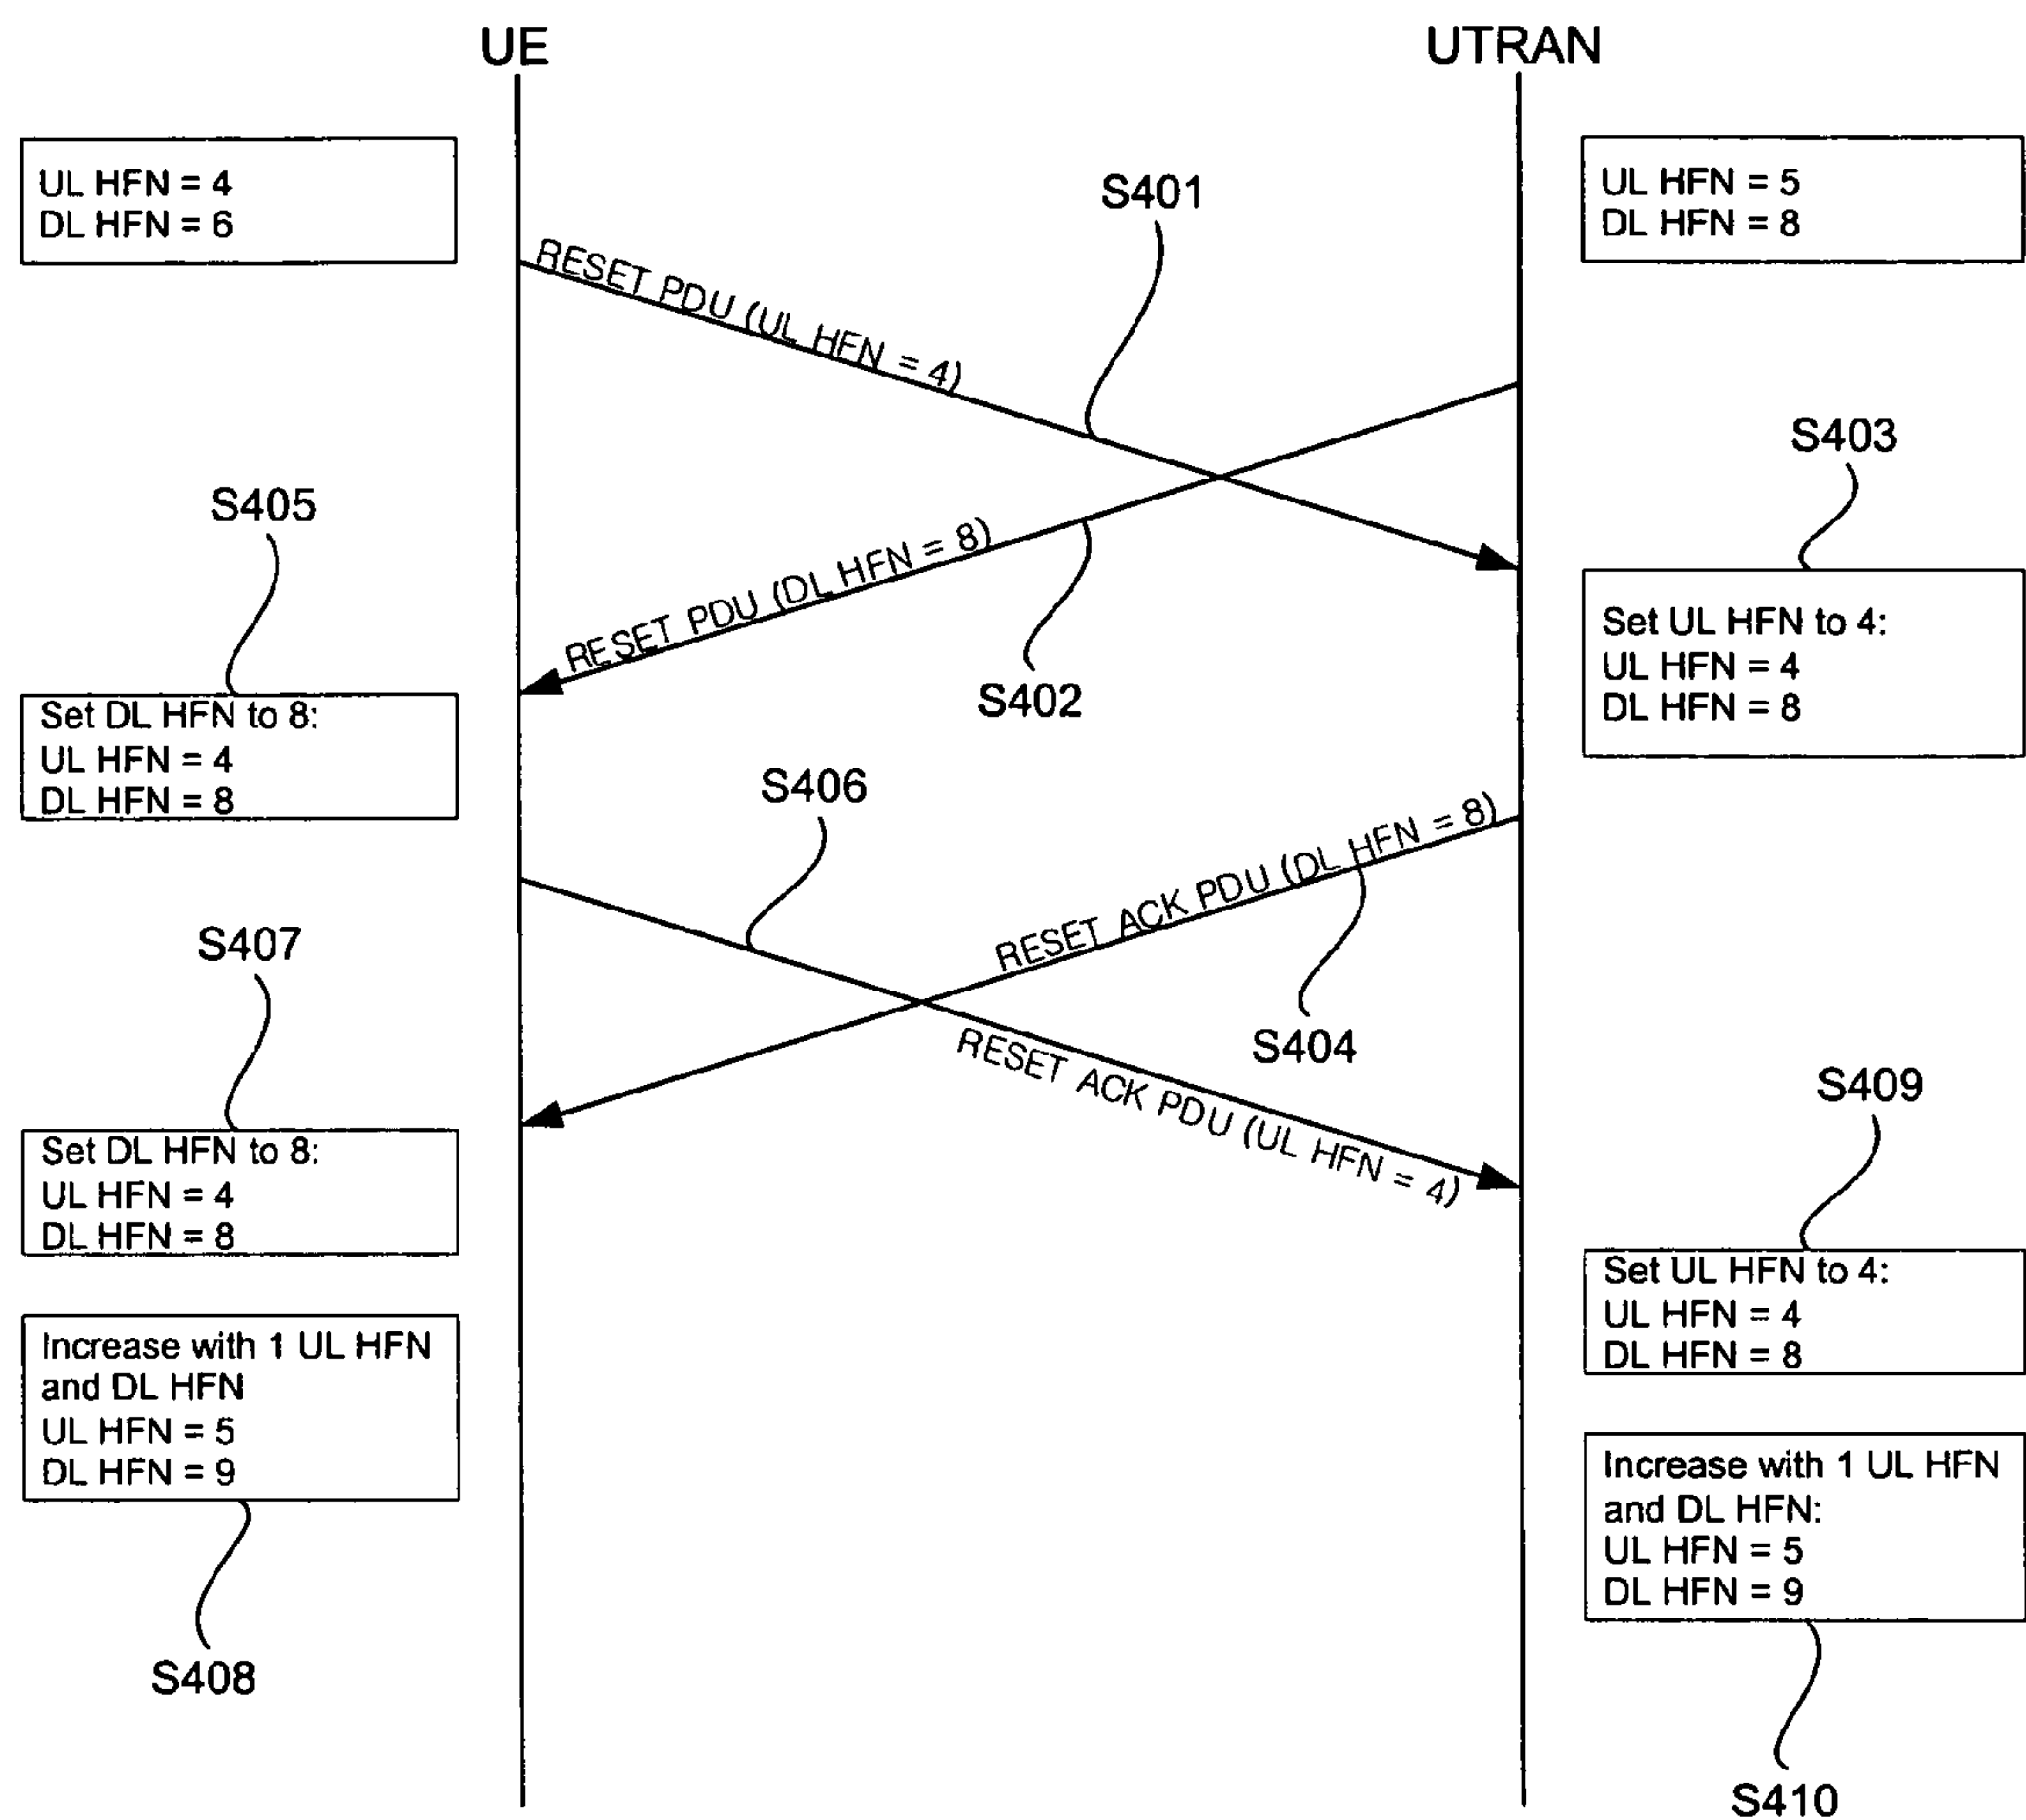 UE
UTRAN
UL HFN = 4
DL HFN = 6
UL HFN = 5
DL HFN = 8
S401
RESET PDU (UL HFN = 4)
S403
S405
RESET PDU (DL HFN = 8)
Set UL HFN to 4:
UL HFN = 4
DL HFN = 8
S402
Set DL HFN to 8:
UL HFN = 4
DL HFN = 8
S406
RESET ACK PDU (DL HFN = 8)
S407
S404
RESET ACK PDU (UL HFN = 4)
S409
Set DL HFN to 8:
UL HFN = 4
DL HFN = 8
Set UL HFN to 4:
UL HFN = 4
DL HFN = 8
Increase with 1 UL HFN
and DL HFN
UL HFN = 5
DL HFN = 9
Increase with 1 UL HFN
and DL HFN:
UL HFN = 5
DL HFN = 9
S408
S410